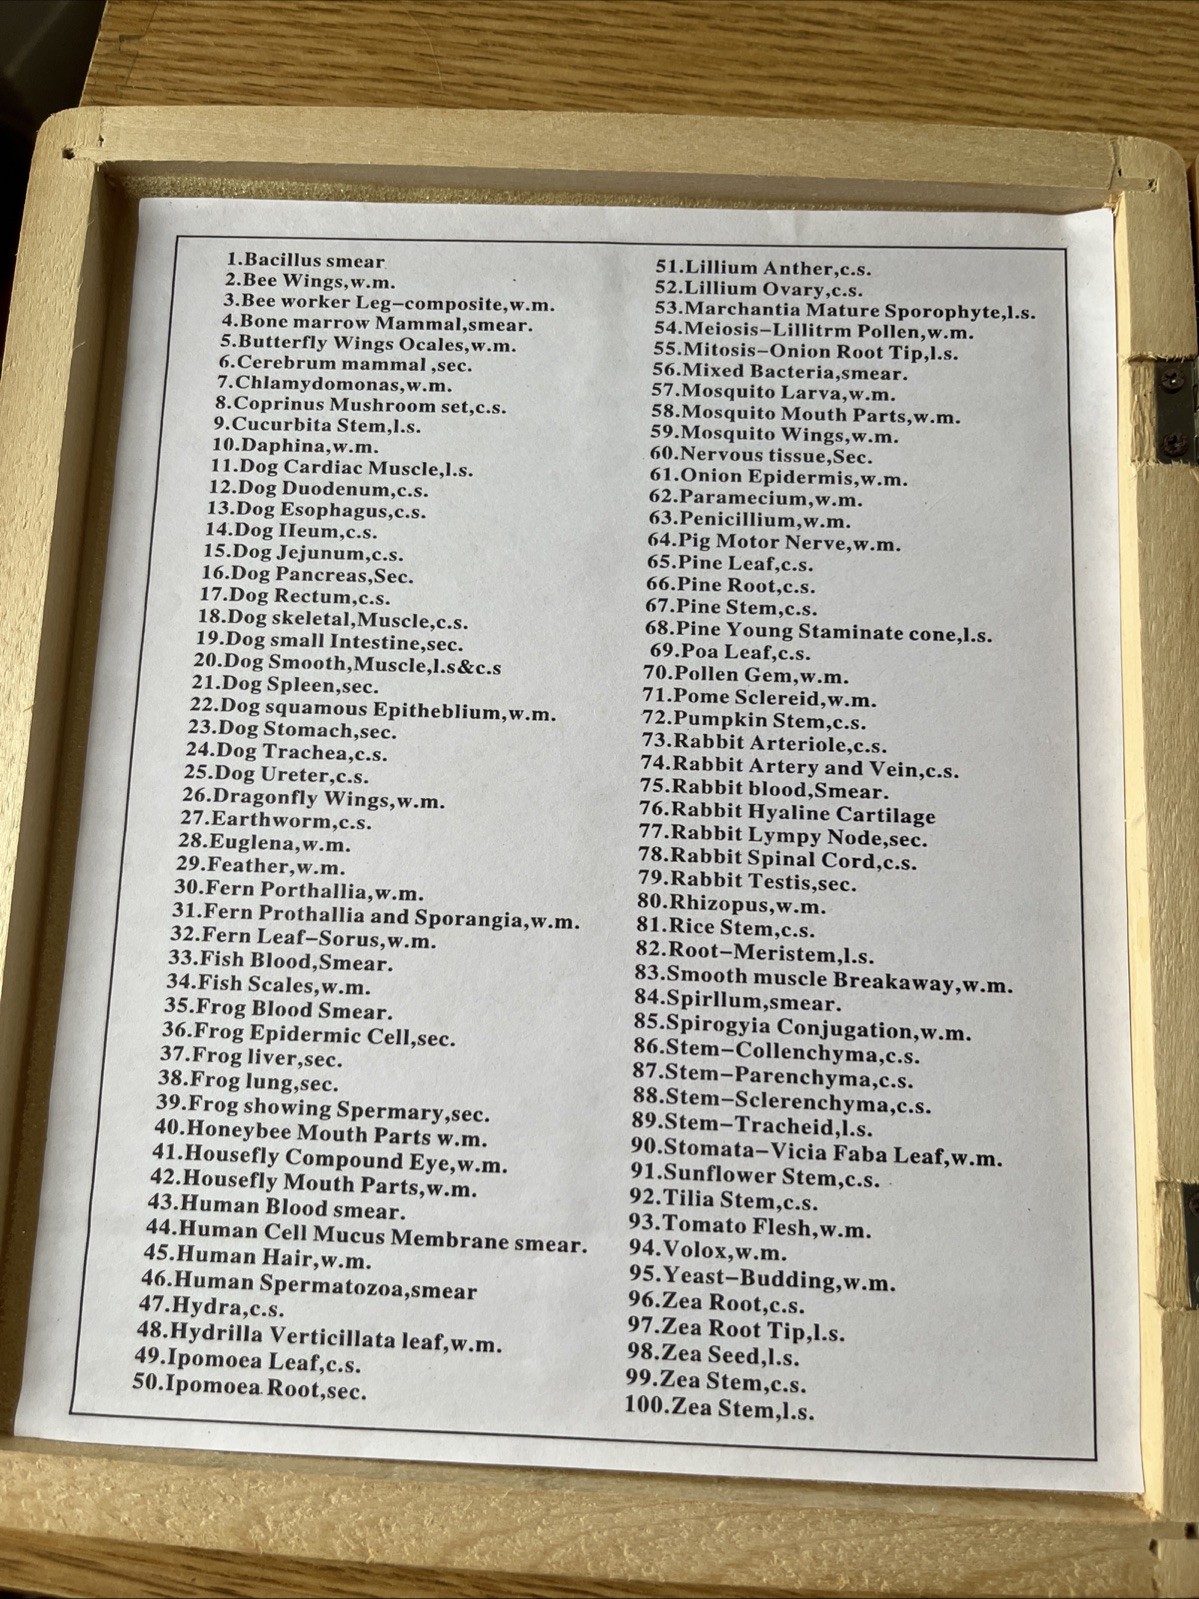 1.Bacillus smear
2.Bee Wings,w.m.
3.Bee worker Leg–composite,w.m.
4.Bone marrow Mammal,smear.
5.Butterfly Wings Ocales,w.m.
6.Cerebrum mammal ,sec.
7.Chlamydomonas,w.m.
8.Coprinus Mushroom set,c.s.
9.Cucurbita Stem,l.s.
10.Daphina,w.m.
11.Dog Cardiac Muscle,l.s.
12.Dog Duodenum,c.s.
13.Dog Esophagus,c.s.
14.Dog IIeum,c.s.
15.Dog Jejunum,c.s.
16.Dog Pancreas,Sec.
17.Dog Rectum,c.s.
18.Dog skeletal,Muscle,c.s.
19.Dog small Intestine,sec.
20.Dog Smooth,Muscle,l.s&c.s
21.Dog Spleen,sec.
22.Dog squamous Epitheblium,w.m.
23.Dog Stomach,sec.
24.Dog Trachea,c.s.
25.Dog Ureter,c.s.
26.Dragonfly Wings,w.m.
27.Earthworm,c.s.
28.Euglena,w.m.
29.Feather,w.m.
30.Fern Porthallia,w.m.
31.Fern Prothallia and Sporangia,w.m.
32.Fern Leaf–Sorus,w.m.
33.Fish Blood,Smear.
34.Fish Scales,w.m.
35.Frog Blood Smear.
36.Frog Epidermic Cell,sec.
37.Frog liver,sec.
38.Frog lung,sec.
39.Frog showing Spermary,sec.
40.Honeybee Mouth Parts w.m.
41.Housefly Compound Eye,w.m.
42.Housefly Mouth Parts,w.m.
43.Human Blood smear.
44.Human Cell Mucus Membrane smear.
45.Human Hair,w.m.
46.Human Spermatozoa,smear
47.Hydra,c.s.
48.Hydrilla Verticillata leaf,w.m.
49.Ipomoea Leaf,c.s.
50.Ipomoea Root,sec.
51.Lillium Anther,c.s.
52.Lillium Ovary,c.s.
53.Marchantia Mature Sporophyte,l.s.
54.Meiosis–Lillitrm Pollen,w.m.
55.Mitosis–Onion Root Tip,l.s.
56.Mixed Bacteria,smear.
57.Mosquito Larva,w.m.
58.Mosquito Mouth Parts,w.m.
59.Mosquito Wings,w.m.
60.Nervous tissue,Sec.
61.Onion Epidermis,w.m.
62.Paramecium,w.m.
63.Penicillium,w.m.
64.Pig Motor Nerve,w.m.
65.Pine Leaf,c.s.
66.Pine Root,c.s.
67.Pine Stem,c.s.
68.Pine Young Staminate cone,l.s.
69.Poa Leaf,c.s.
70.Pollen Gem,w.m.
71.Pome Sclereid,w.m.
72.Pumpkin Stem,c.s.
73.Rabbit Arteriole,c.s.
74.Rabbit Artery and Vein,c.s.
75.Rabbit blood,Smear.
76.Rabbit Hyaline Cartilage
77.Rabbit Lympy Node,sec.
78.Rabbit Spinal Cord,c.s.
79.Rabbit Testis,sec.
80.Rhizopus,w.m.
81.Rice Stem,c.s.
82.Root–Meristem,l.s.
83.Smooth muscle Breakaway,w.m.
84.Spirllum,smear.
85.Spirogyia Conjugation,w.m.
86.Stem–Collenchyma,c.s.
87.Stem–Parenchyma,c.s.
88.Stem–Sclerenchyma,c.s.
89.Stem–Tracheid,l.s.
90.Stomata–Vicia Faba Leaf,w.m.
91.Sunflower Stem,c.s.
92.Tilia Stem,c.s.
93.Tomato Flesh,w.m.
94.Volox,w.m.
95.Yeast–Budding,w.m.
96.Zea Root,c.s.
97.Zea Root Tip,l.s.
98.Zea Seed,l.s.
99.Zea Stem,c.s.
100.Zea Stem,l.s.